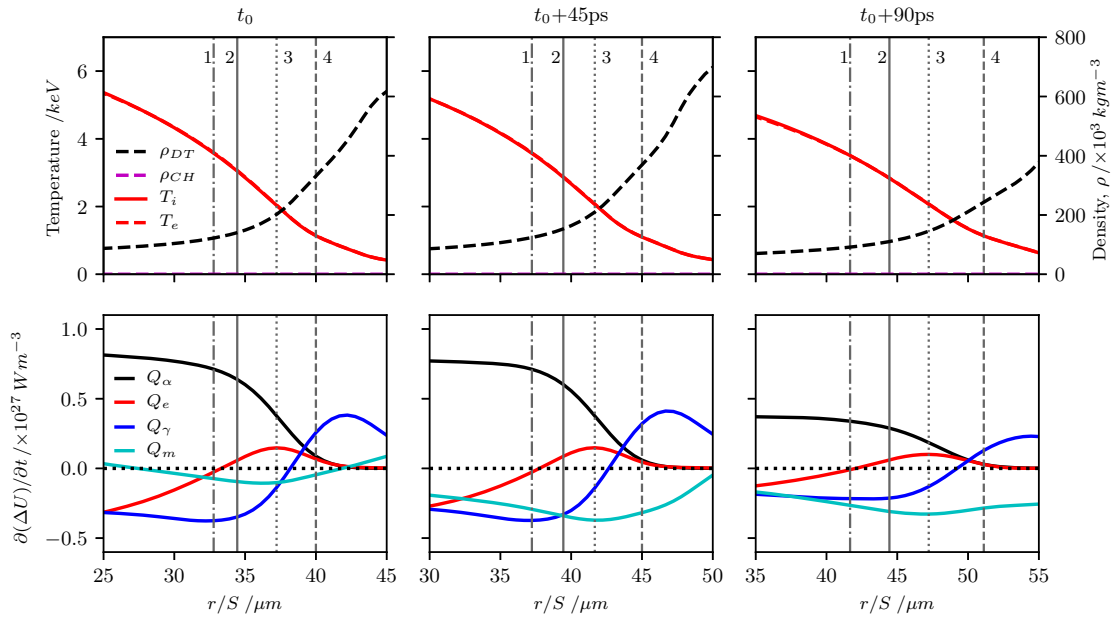 t₀
t₀+45ps
t₀+90ps
Temperature /keV
6
4
2
0
1
2
3
4
ρ_DT
ρ_CH
T_i
T_e
1
2
3
4
1
2
3
4
800
600
400
200
0
Density, ρ /×10³ kgm⁻³
∂(ΔU)/∂t /×10²⁷ Wm⁻³
1.0
0.5
0.0
−0.5
Q_α
Q_e
Q_γ
Q_m
25 30 35 40 45
30 35 40 45 50
35 40 45 50 55
r/S /μm
r/S /μm
r/S /μm